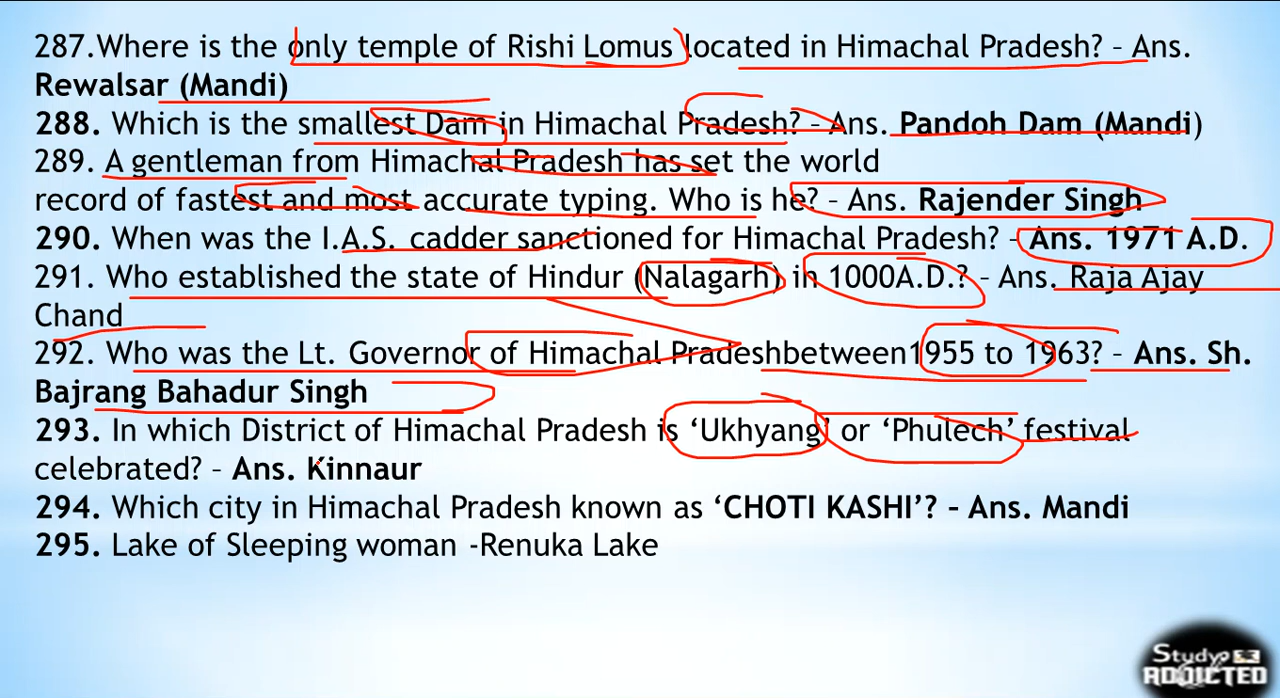 287.Where is the only temple of Rishi Lomus located in Himachal Pradesh? – Ans.
Rewalsar (Mandi)
288. Which is the smallest Dam in Himachal Pradesh? – Ans. Pandoh Dam (Mandi)
289. A gentleman from Himachal Pradesh has set the world
record of fastest and most accurate typing. Who is he? – Ans. Rajender Singh
290. When was the I.A.S. cadder sanctioned for Himachal Pradesh? – Ans. 1971 A.D.
291. Who established the state of Hindur (Nalagarh) in 1000A.D.? – Ans. Raja Ajay
Chand
292. Who was the Lt. Governor of Himachal Pradeshbetween1955 to 1963? – Ans. Sh.
Bajrang Bahadur Singh
293. In which District of Himachal Pradesh is ‘Ukhyang’ or ‘Phulech’ festival
celebrated? – Ans. Kinnaur
294. Which city in Himachal Pradesh known as ‘CHOTI KASHI’? – Ans. Mandi
295. Lake of Sleeping woman -Renuka Lake
Study
ADDICTED